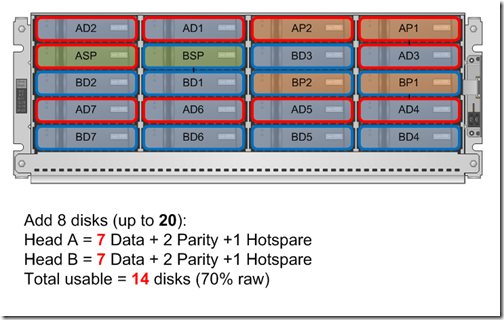 AD2 AD1 AP2 AP1
ASP BSP BD3 AD3
BD2 BD1 BP2 BP1
AD7 AD6 AD5 AD4
BD7 BD6 BD5 BD4
Add 8 disks (up to 20):
Head A = 7 Data + 2 Parity +1 Hotspare
Head B = 7 Data + 2 Parity +1 Hotspare
Total usable = 14 disks (70% raw)